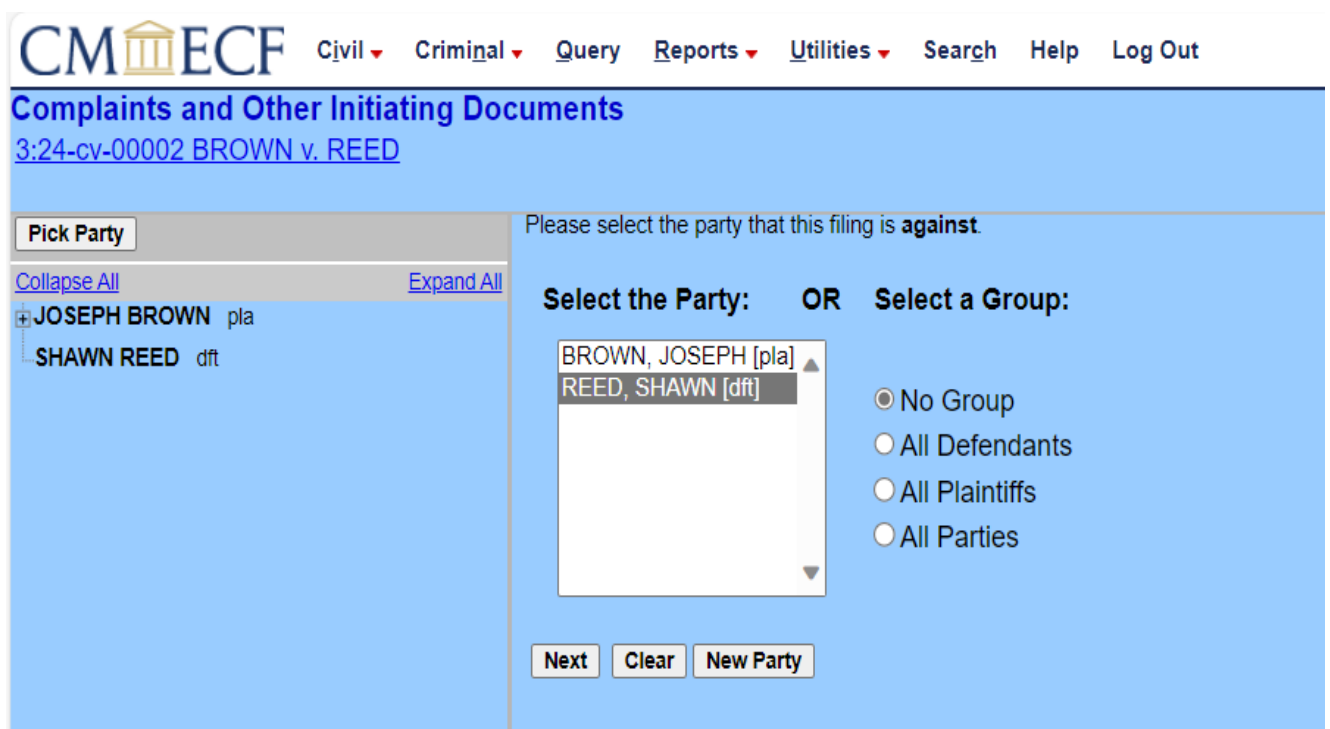 CM ECF Civil Criminal Query Reports Utilities Search Help Log Out
Complaints and Other Initiating Documents
3:24-cv-00002 BROWN v. REED
Pick Party
Collapse All Expand All
JOSEPH BROWN pla
SHAWN REED dft
Please select the party that this filing is against.
Select the Party: OR Select a Group:
BROWN, JOSEPH [pla]
REED, SHAWN [dft]
No Group
All Defendants
All Plaintiffs
All Parties
Next Clear New Party